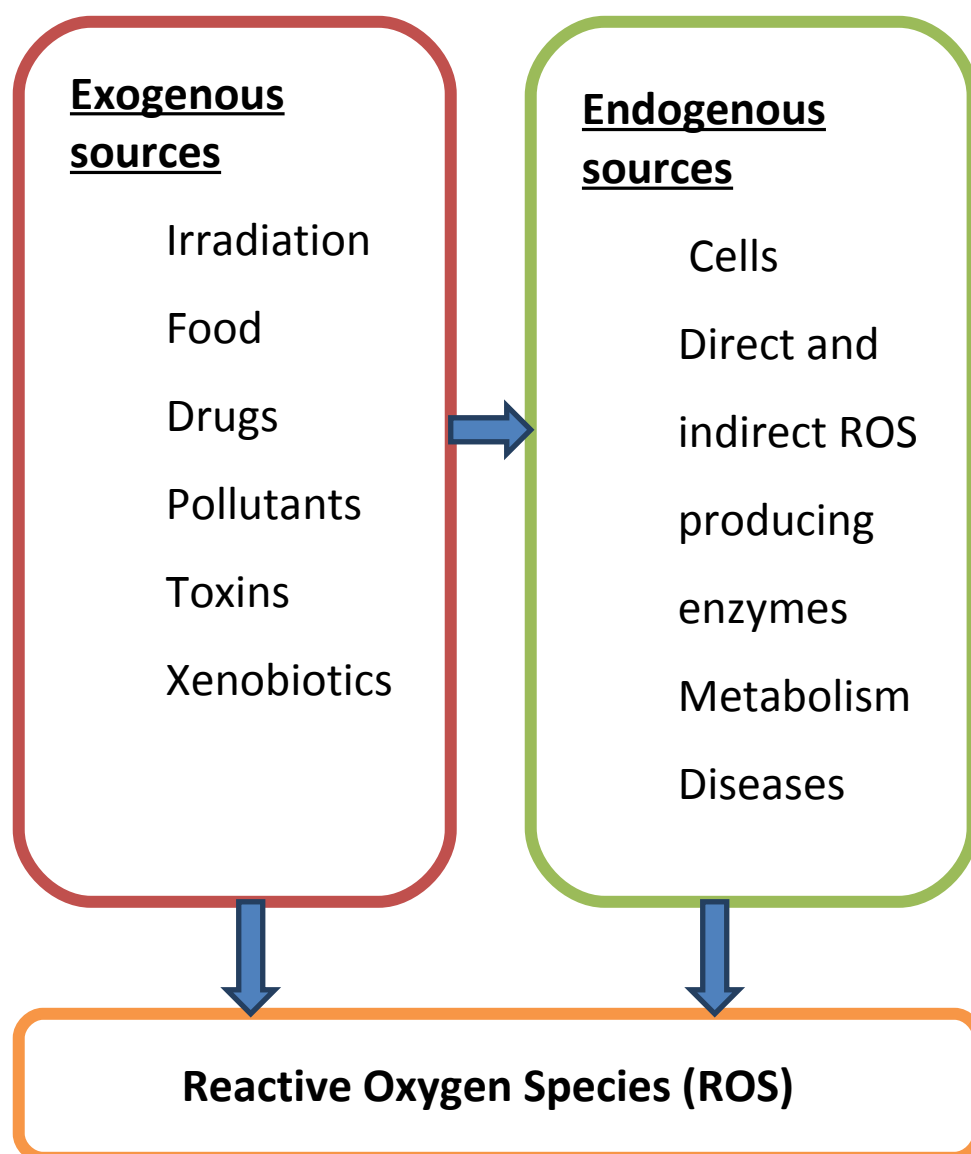 Exogenous
sources
Irradiation
Food
Drugs
Pollutants
Toxins
Xenobiotics
Endogenous
sources
Cells
Direct and
indirect ROS
producing
enzymes
Metabolism
Diseases
Reactive Oxygen Species (ROS)